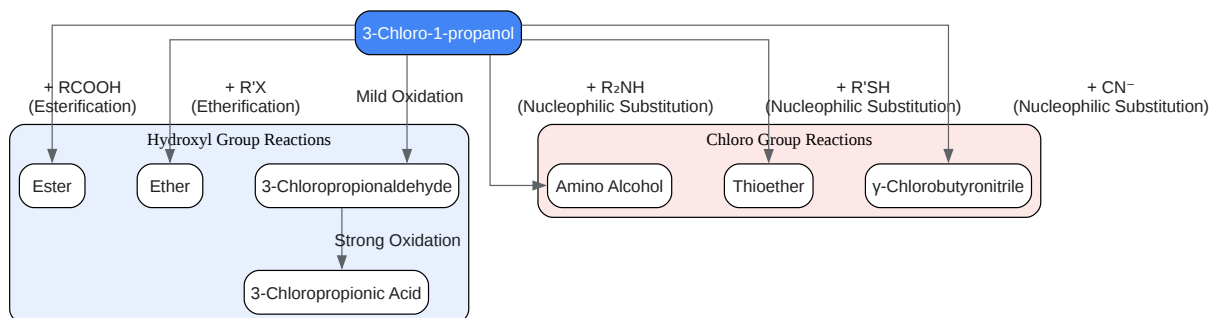 3-Chloro-1-propanol
+ RCOOH
(Esterification)
+ R'X
(Etherification)
Mild Oxidation
+ R₂NH
(Nucleophilic Substitution)
+ R'SH
(Nucleophilic Substitution)
+ CN⁻
(Nucleophilic Substitution)
Hydroxyl Group Reactions
Chloro Group Reactions
Ester
Ether
3-Chloropropionaldehyde
Amino Alcohol
Thioether
γ-Chlorobutyronitrile
Strong Oxidation
3-Chloropropionic Acid